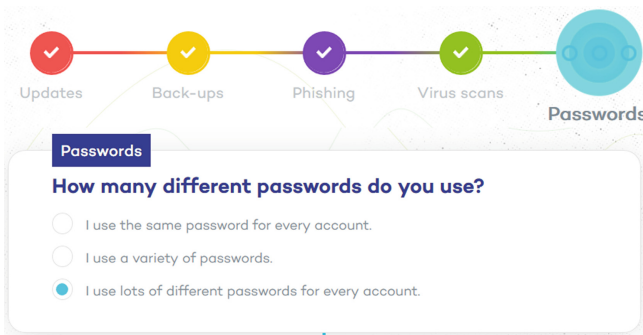 Updates
Back-ups
Phishing
Virus scans
Passwords
Passwords
How many different passwords do you use?
I use the same password for every account.
I use a variety of passwords.
I use lots of different passwords for every account.